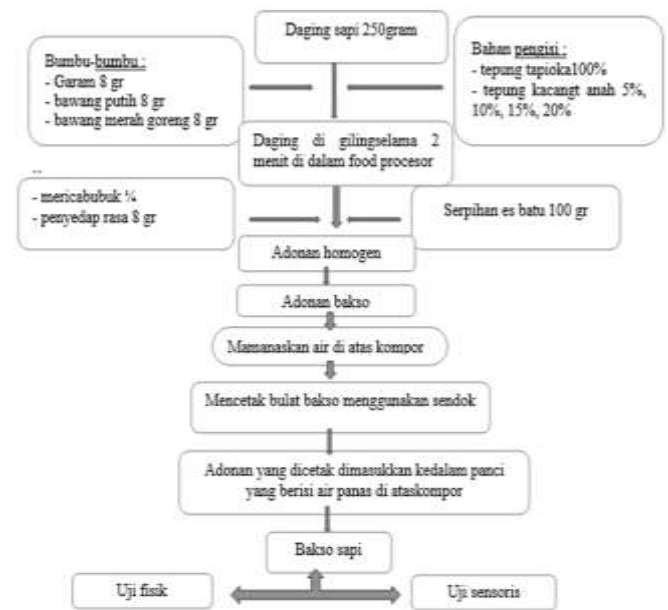 Daging sapi 250gram
Bumbu-bumbu :
- Garam 8 gr
- bawang putih 8 gr
- bawang merah goreng 8 gr
Bahan pengisi :
- tepung tapioka100%
- tepung kacangt anah 5%,
10%, 15%, 20%
Daging di gilingselama 2
menit di dalam food procesor
--
- mericabubuk ¼
- penyedap rasa 8 gr
Serpihan es batu 100 gr
Adonan homogen
Adonan bakso
Mamanaskan air di atas kompor
Mencetak bulat bakso menggunakan sendok
Adonan yang dicetak dimasukkan kedalam panci
yang berisi air panas di ataskompor
Bakso sapi
Uji fisik
Uji sensoris